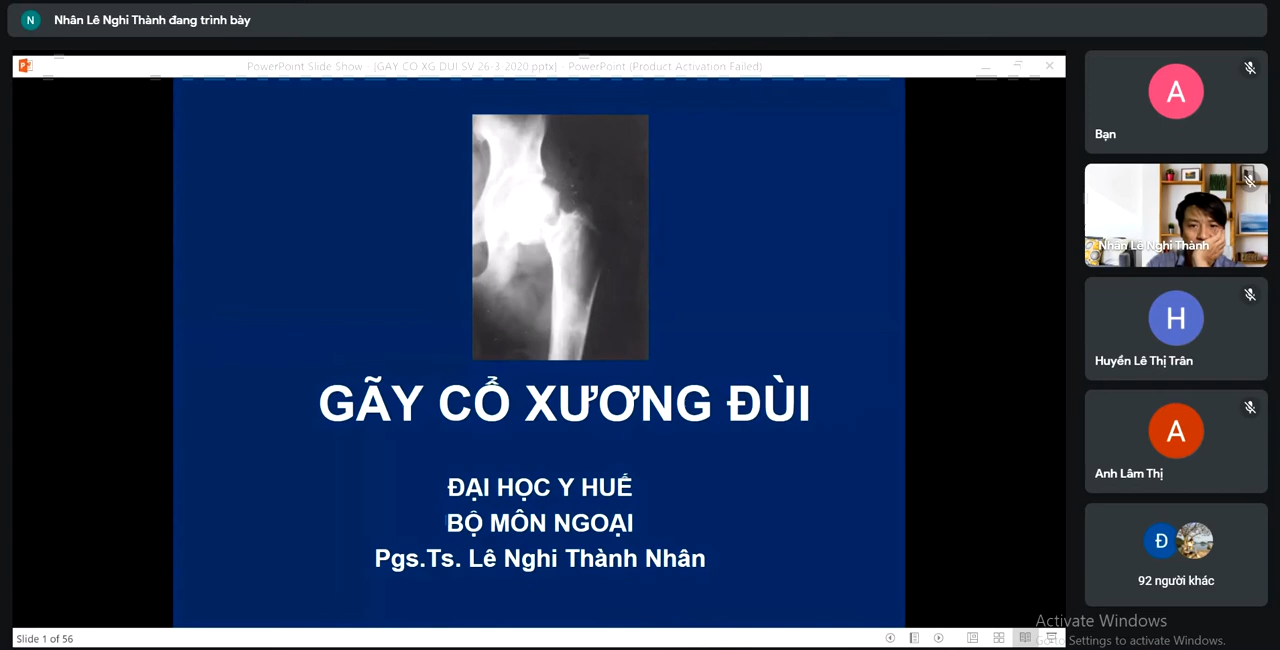 N
Nhân Lê Nghi Thành đang trình bày
PowerPoint Slide Show - [GAY CO XG DUI SV 26-3-2020.pptx] - PowerPoint (Product Activation Failed)
GÃY CỔ XƯƠNG ĐÙI
ĐẠI HỌC Y HUẾ
BỘ MÔN NGOẠI
Pgs.Ts. Lê Nghi Thành Nhân
Slide 1 of 56
A
Bạn
Nhân Lê Nghi Thành
H
Huyền Lê Thị Trân
A
Anh Lâm Thị
Đ
92 người khác
Activate Windows
Go to Settings to activate Windows.